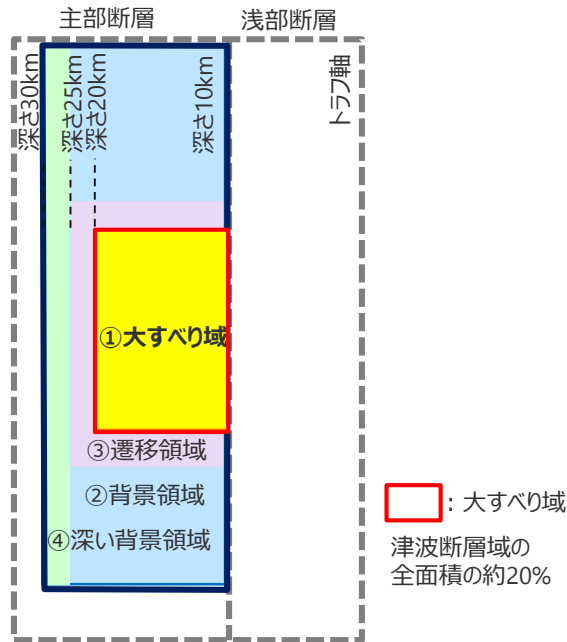 主部断層
浅部断層
深さ30km
深さ25km
深さ20km
深さ10km
トラフ軸
①大すべり域
③遷移領域
②背景領域
④深い背景領域
：大すべり域
津波断層域の
全面積の約20%